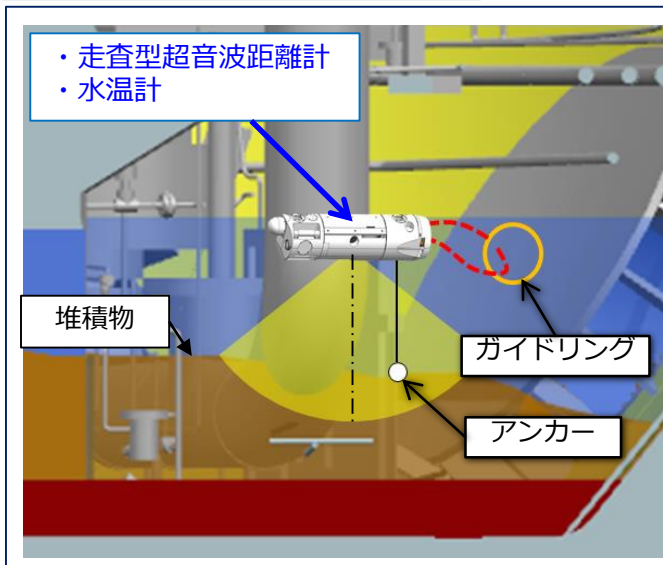 ・走査型超音波距離計
・水温計
堆積物
ガイドリング
アンカー